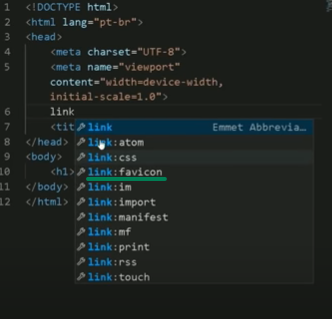 1 <!DOCTYPE html>
2 <html lang="pt-br">
3 <head>
4 <meta charset="UTF-8">
5 <meta name="viewport"
content="width=device-width,
initial-scale=1.0">
6 link
7 <tit
8 </head>
9 <body>
10 <h1>
11 </body>
12 </html>
link Emmet Abbrevia...
link:atom
link:css
link:favicon
link:im
link:import
link:manifest
link:mf
link:print
link:rss
link:touch